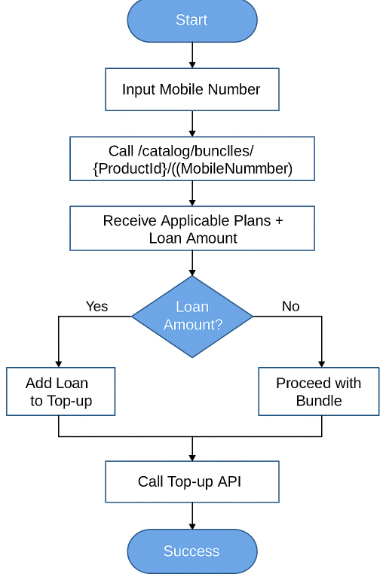 Start
Input Mobile Number
Call /catalog/bunclles/
{ProductId}/((MobileNummber)
Receive Applicable Plans +
Loan Amount
Loan
Amount?
Yes
No
Add Loan
to Top-up
Proceed with
Bundle
Call Top-up API
Success